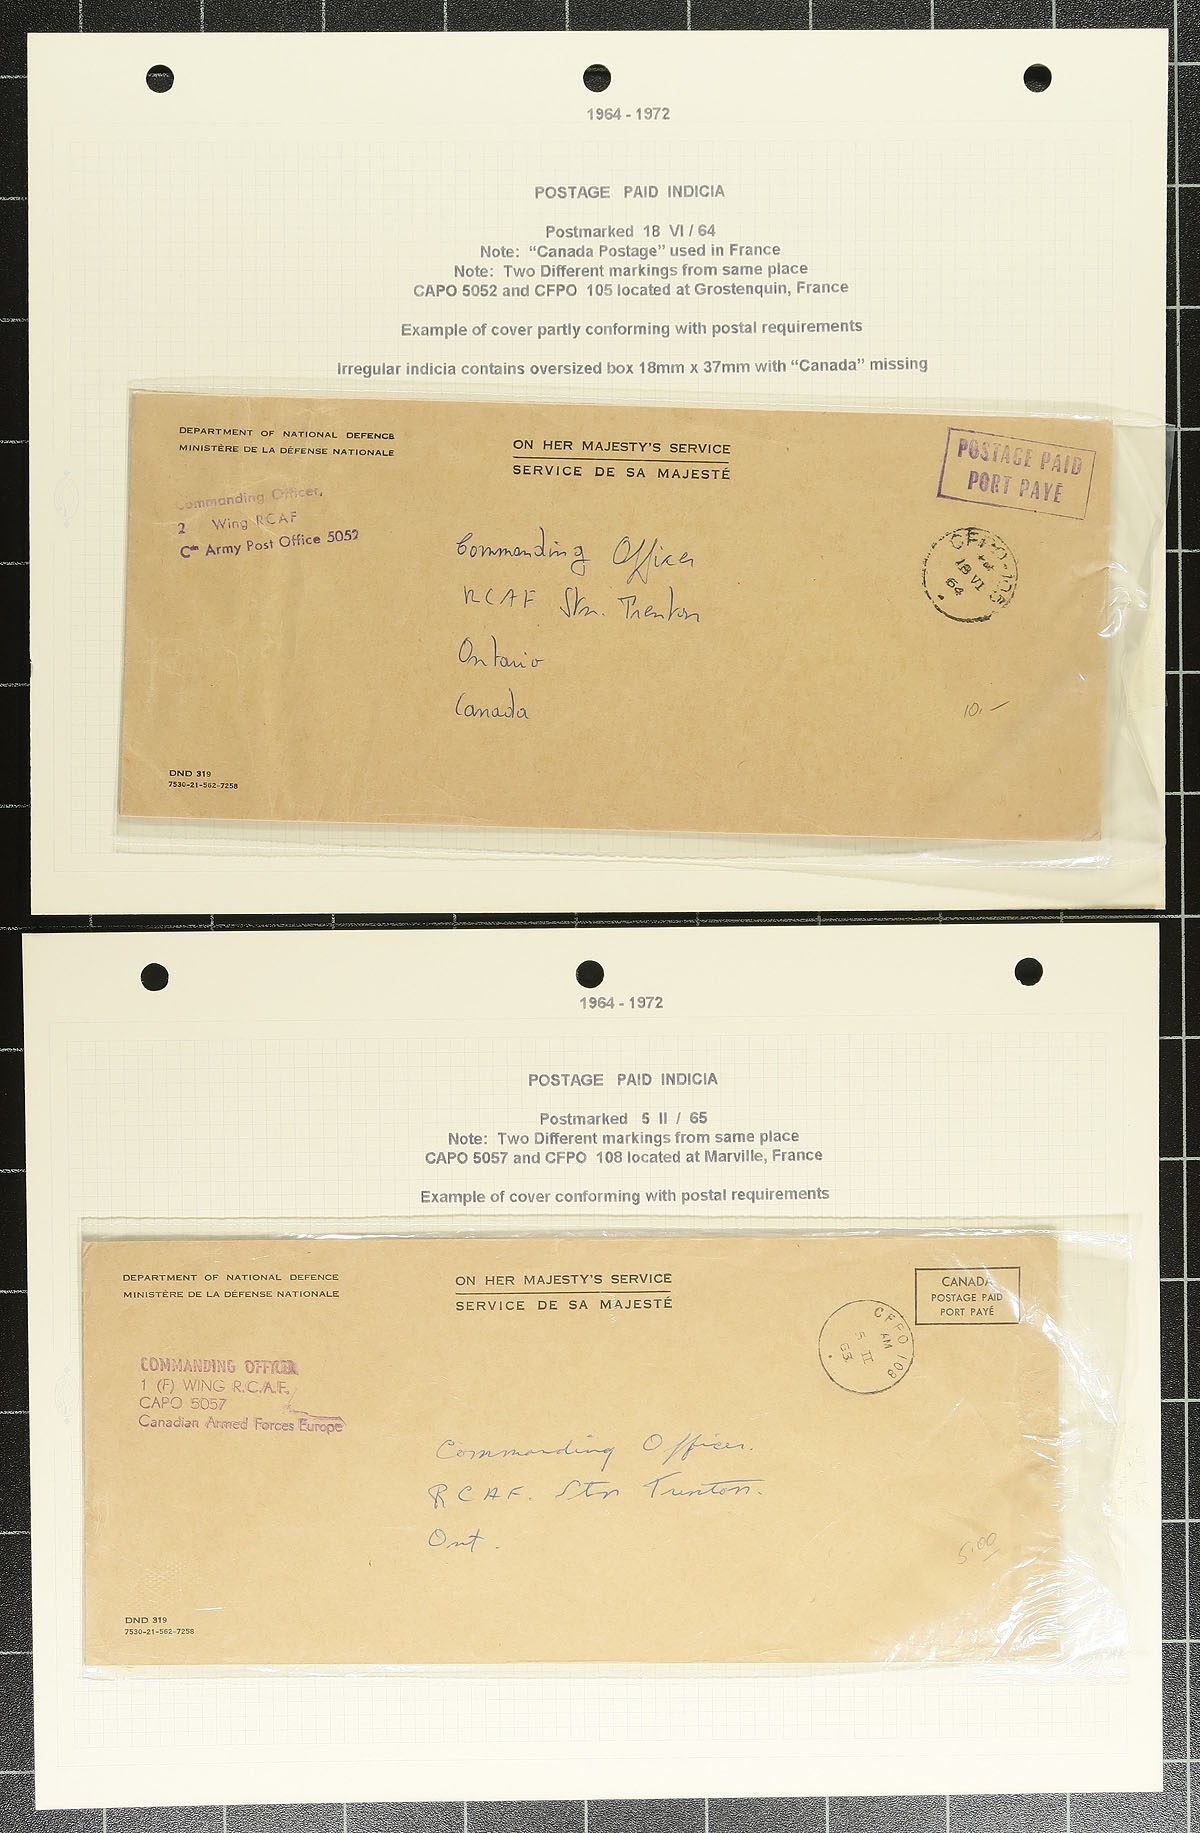 1964 - 1972
POSTAGE PAID INDICIA
Postmarked 18 VI / 64
Note: “Canada Postage” used in France
Note: Two Different markings from same place
CAPO 5052 and CFPO 105 located at Grostenquin, France
Example of cover partly conforming with postal requirements
Irregular indicia contains oversized box 18mm x 37mm with “Canada” missing
DEPARTMENT OF NATIONAL DEFENCE
MINISTÈRE DE LA DÉFENSE NATIONALE
ON HER MAJESTY'S SERVICE
SERVICE DE SA MAJESTÉ
POSTAGE PAID
PORT PAYÉ
Commanding Officer,
2 Wing RCAF
Cdn Army Post Office 5052
CFPO-105
18 VI
64
Commanding Officer
RCAF Stn. Trenton
Ontario
Canada
10.—
DND 319
7530-21-562-7258
1964 - 1972
POSTAGE PAID INDICIA
Postmarked 5 II / 65
Note: Two Different markings from same place
CAPO 5057 and CFPO 108 located at Marville, France
Example of cover conforming with postal requirements
DEPARTMENT OF NATIONAL DEFENCE
MINISTÈRE DE LA DÉFENSE NATIONALE
ON HER MAJESTY'S SERVICE
SERVICE DE SA MAJESTÉ
CANADA
POSTAGE PAID
PORT PAYÉ
CFPO 108
AM
5 II
COMMANDING OFFICER
1 (F) WING R.C.A.F.
CAPO 5057
Canadian Armed Forces Europe
Commanding Officer.
RCAF. Stn Trenton.
Ont.
5.00
DND 319
7530-21-562-7258